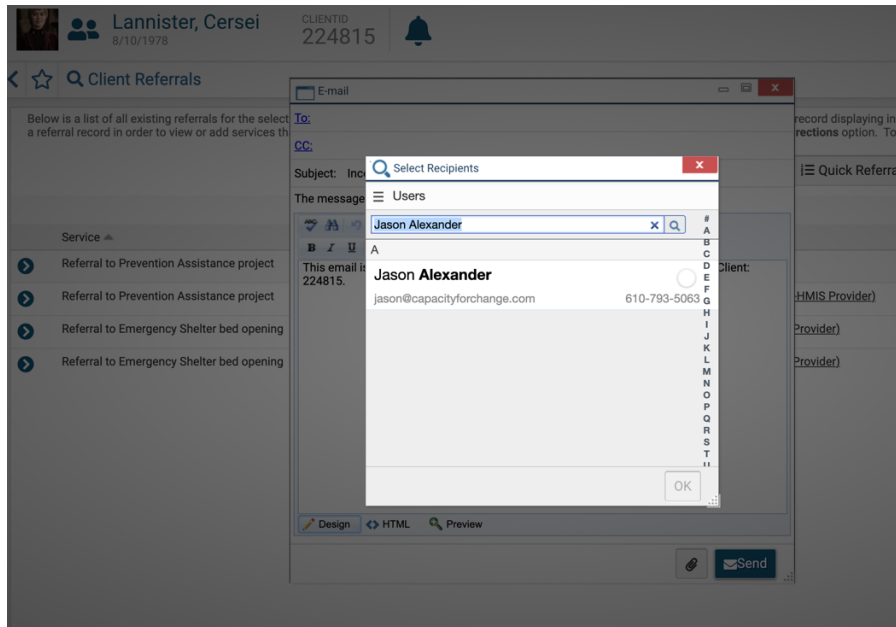 Lannister, Cersei
8/10/1978
CLIENTID
224815
Client Referrals
Below is a list of all existing referrals for the select
a referral record in order to view or add services th
record displaying in
rections option. To
Quick Referra
Service
Referral to Prevention Assistance project
Referral to Prevention Assistance project
-HMIS Provider)
Referral to Emergency Shelter bed opening
Provider)
Referral to Emergency Shelter bed opening
Provider)
E-mail
x
To:
CC:
Subject: Inco
The message
ABC
B I U
This email is
Client:
224815.
Select Recipients
x
Users
Jason Alexander
A
Jason Alexander
jason@capacityforchange.com
610-793-5063
#
A
B
C
D
E
F
G
H
I
J
K
L
M
N
O
P
Q
R
S
T
U
OK
Design
HTML
Preview
Send